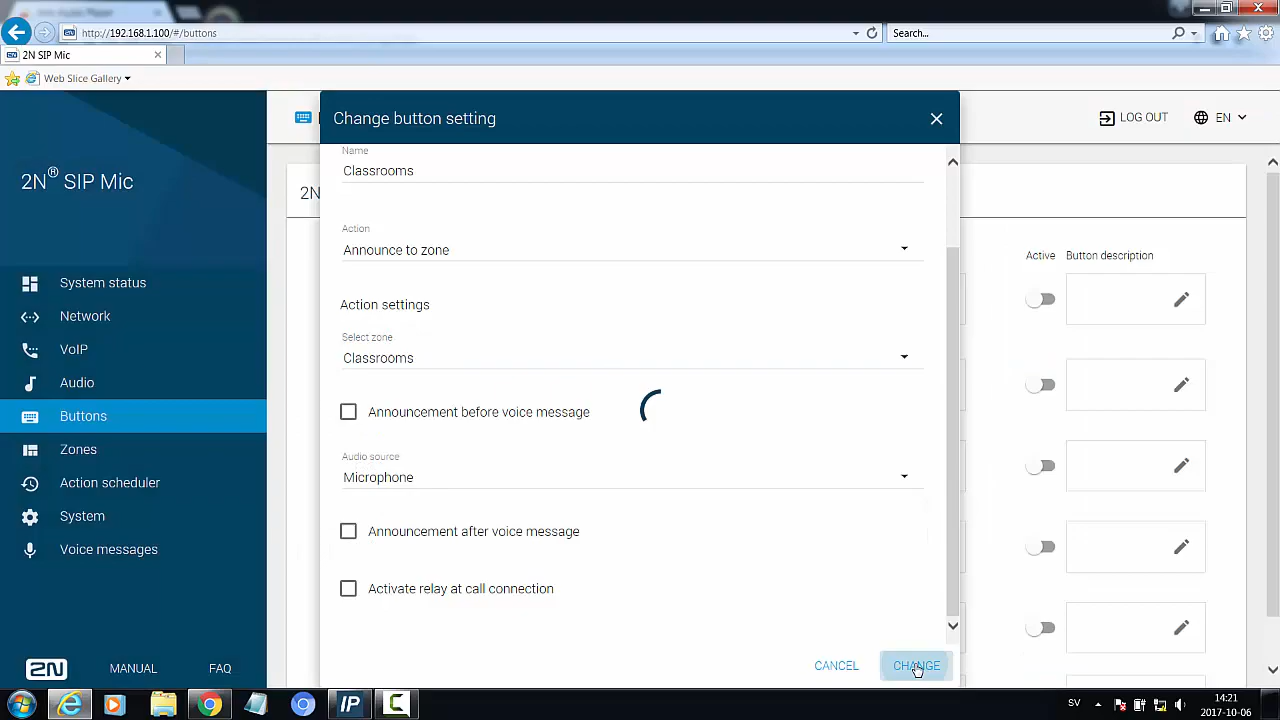 http://192.168.1.100/#/buttons
Search...
2N SIP Mic
Web Slice Gallery
2N® SIP Mic
System status
Network
VoIP
Audio
Buttons
Zones
Action scheduler
System
Voice messages
2N
MANUAL
FAQ
LOG OUT
EN
2N
Active
Button description
Change button setting
Name
Classrooms
Action
Announce to zone
Action settings
Select zone
Classrooms
Announcement before voice message
Audio source
Microphone
Announcement after voice message
Activate relay at call connection
CANCEL
CHANGE
IP
C
SV
14:21
2017-10-06